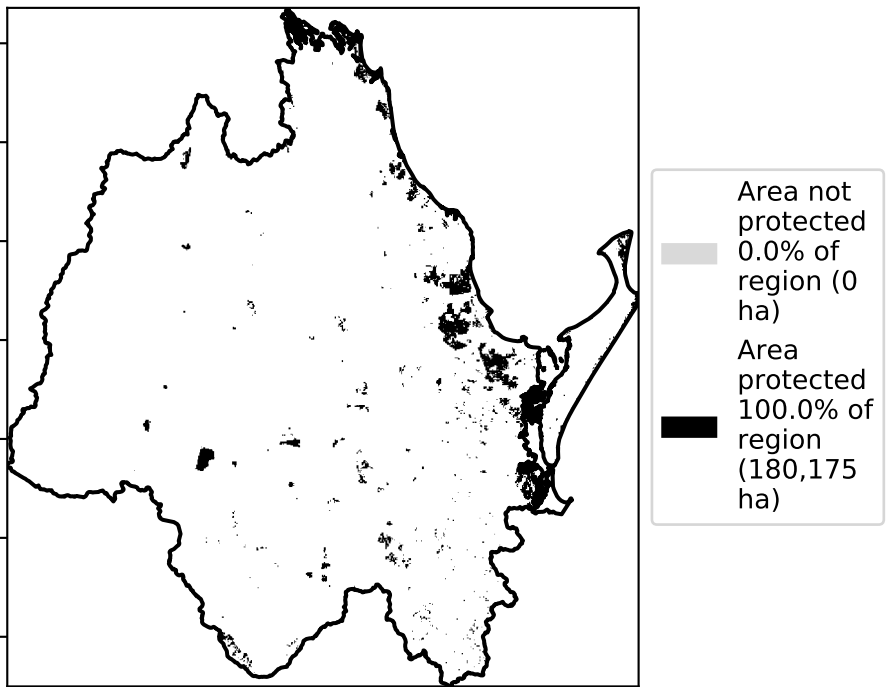 Area not
protected
0.0% of
region (0
ha)
Area
protected
100.0% of
region
(180,175
ha)